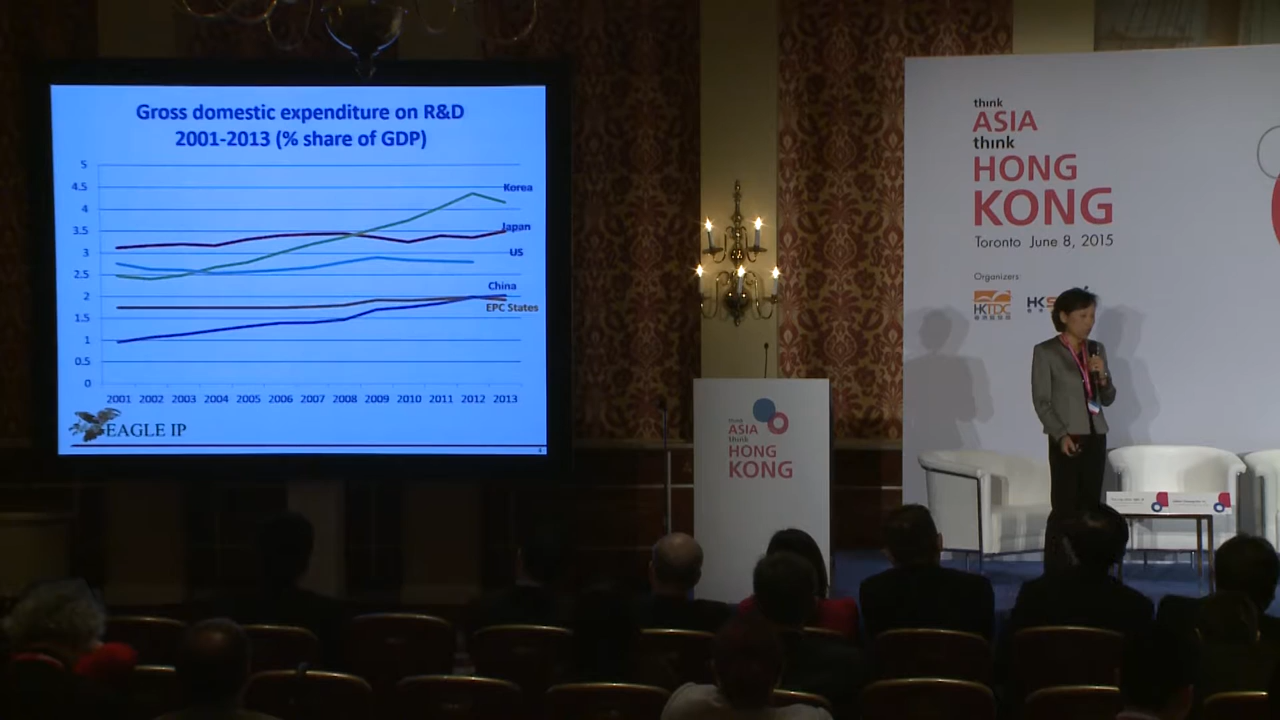 Gross domestic expenditure on R&D
2001-2013 (% share of GDP)
5
4.5
4
3.5
3
2.5
2
1.5
1
0.5
0
Korea
Japan
US
China
EPC States
2001 2002 2003 2004 2005 2006 2007 2008 2009 2010 2011 2012 2013
EAGLE IP
think
ASIA
think
HONG
KONG
Toronto June 8, 2015
Organizers
HKTDC
HKS
think
ASIA
think
HONG
KONG